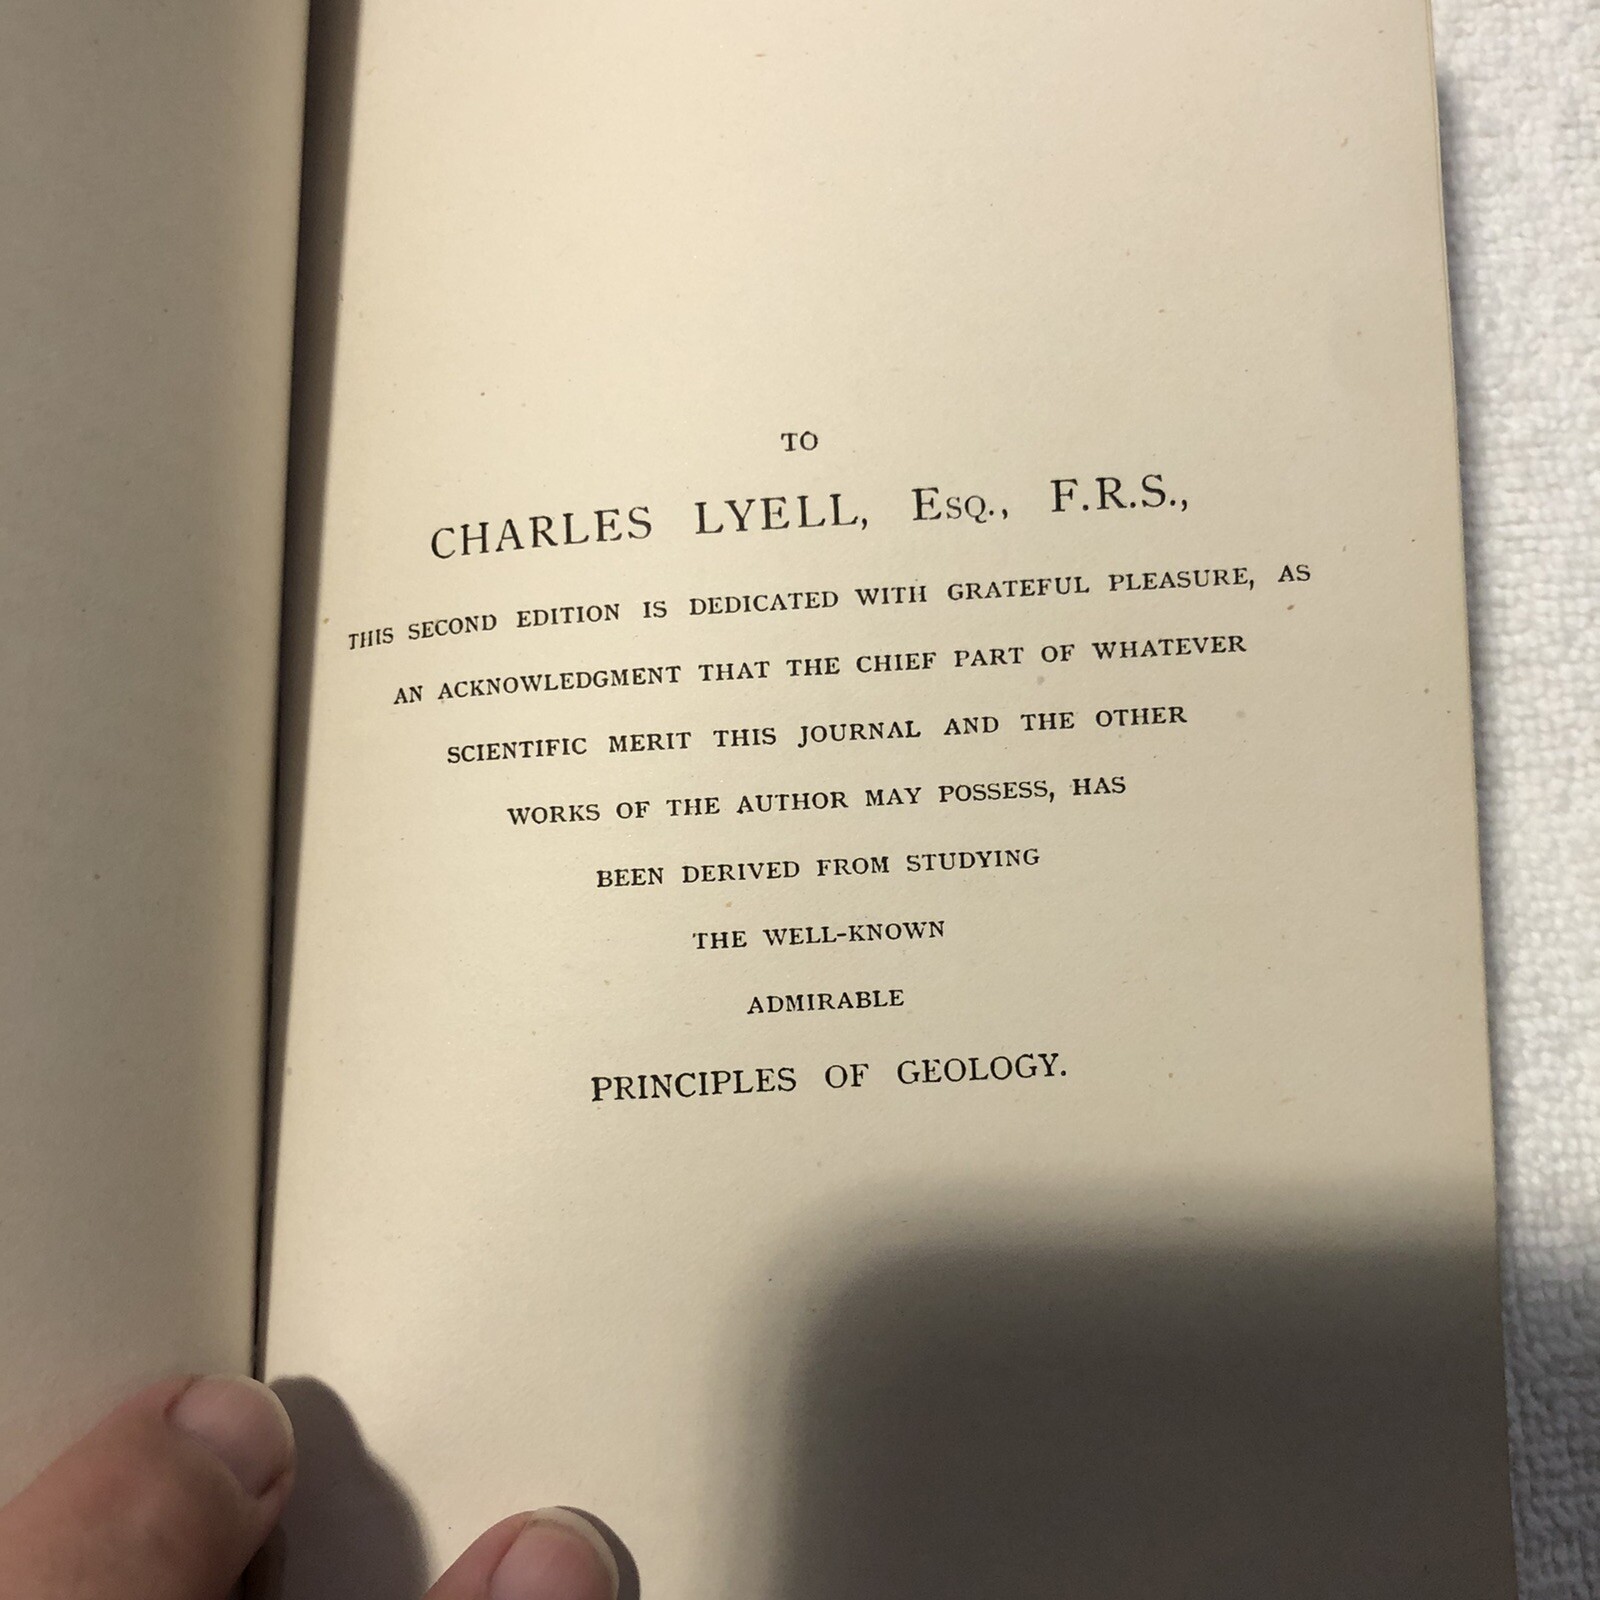 TO
CHARLES LYELL, Esq., F.R.S.,
THIS SECOND EDITION IS DEDICATED WITH GRATEFUL PLEASURE, AS
AN ACKNOWLEDGMENT THAT THE CHIEF PART OF WHATEVER
SCIENTIFIC MERIT THIS JOURNAL AND THE OTHER
WORKS OF THE AUTHOR MAY POSSESS, HAS
BEEN DERIVED FROM STUDYING
THE WELL-KNOWN
ADMIRABLE
PRINCIPLES OF GEOLOGY.